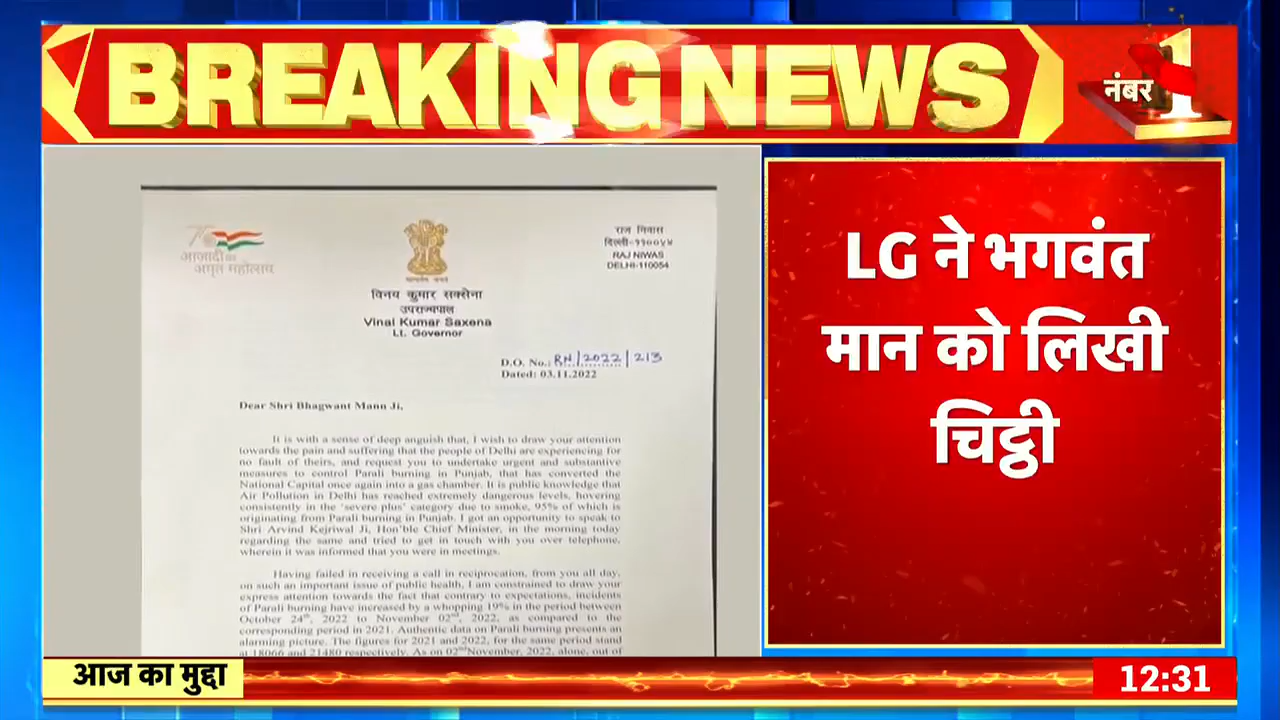 BREAKING NEWS
नंबर 1
75
आज़ादी का
अमृत महोत्सव
राज निवास
दिल्ली-११००५४
RAJ NIWAS
DELHI-110054
विनय कुमार सक्सेना
उपराज्यपाल
Vinai Kumar Saxena
Lt. Governor
D.O. No.: RN/2022/213
Dated: 03.11.2022
Dear Shri Bhagwant Mann Ji,
It is with a sense of deep anguish that, I wish to draw your attention
towards the pain and suffering that the people of Delhi are experiencing for
no fault of theirs, and request you to undertake urgent and substantive
measures to control Parali burning in Punjab, that has converted the
National Capital once again into a gas chamber. It is public knowledge that
Air Pollution in Delhi has reached extremely dangerous levels, hovering
consistently in the 'severe plus' category due to smoke, 95% of which is
originating from Parali burning in Punjab. I got an opportunity to speak to
Shri Arvind Kejriwal Ji, Hon'ble Chief Minister, in the morning today
regarding the same and tried to get in touch with you over telephone,
wherein it was informed that you were in meetings.
Having failed in receiving a call in reciprocation, from you all day,
on such an important issue of public health, I am constrained to draw your
express attention towards the fact that contrary to expectations, incidents
of Parali burning have increased by a whopping 19% in the period between
October 24th, 2022 to November 02nd, 2022, as compared to the
corresponding period in 2021. Authentic data on Parali burning presents an
alarming picture. The figures for 2021 and 2022, for the same period stand
at 18066 and 21480 respectively. As on 02nd November, 2022, alone, out of
LG ने भगवंत
मान को लिखी
चिट्ठी
आज का मुद्दा
12:31